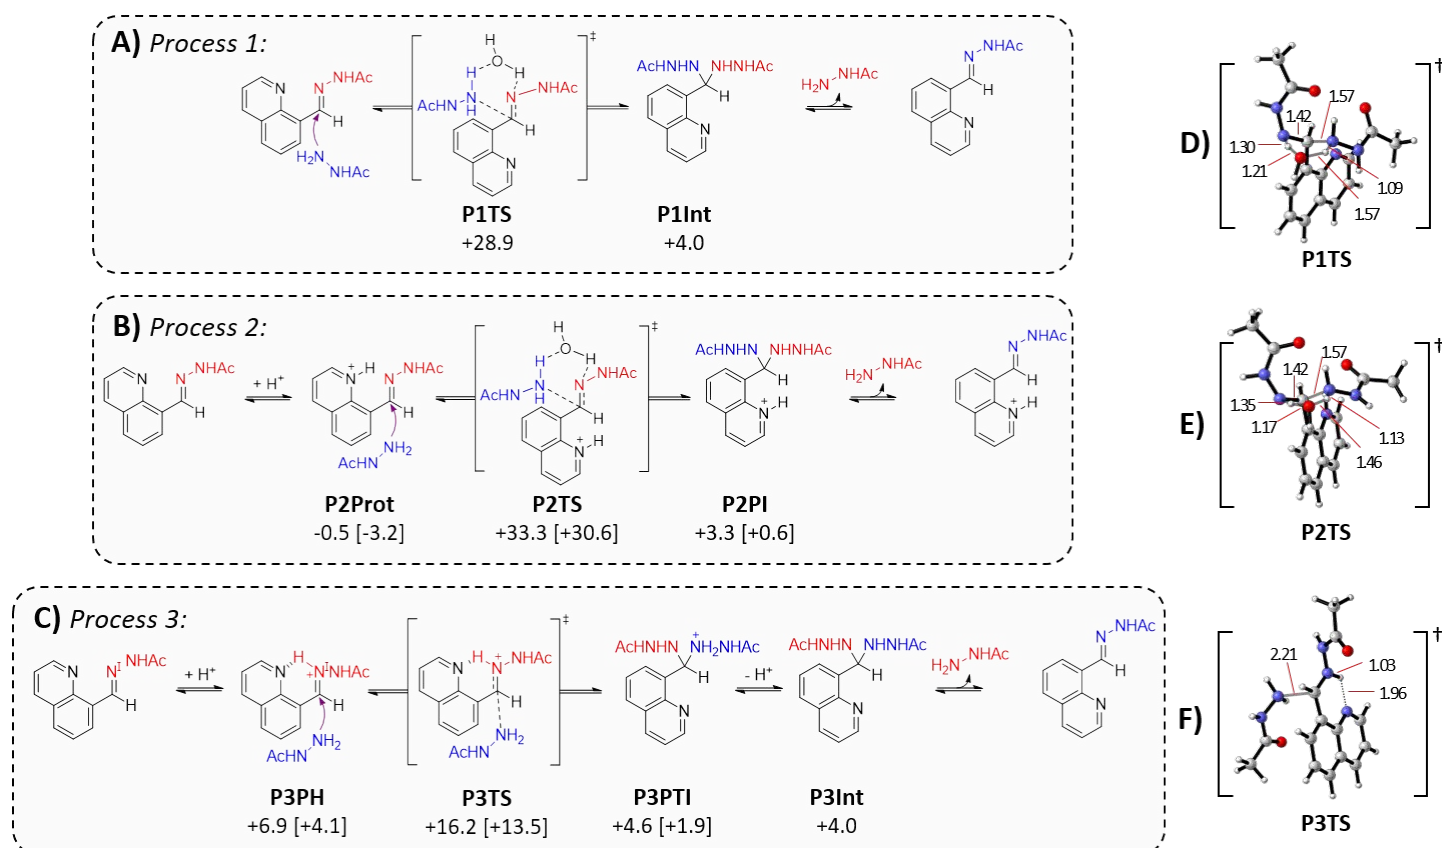 A) Process 1:
N
N
NHAc
H
H2N
NHAc
H
O
H
H
N
H
AcHN
N
NHAc
H
N
‡
P1TS
+28.9
AcHNHN
NHNHAc
H
N
P1Int
+4.0
H2N
NHAc
N
NHAc
H
N
D)
1.57
1.42
1.30
1.21
1.09
1.57
†
P1TS
B) Process 2:
N
N
NHAc
H
+ H+
N
+
H
N
NHAc
H
NH2
AcHN
P2Prot
-0.5 [-3.2]
H
O
H
H
N
H
AcHN
N
NHAc
H
N
+
H
‡
P2TS
+33.3 [+30.6]
AcHNHN
NHNHAc
H
N
+
H
P2PI
+3.3 [+0.6]
H2N
NHAc
N
NHAc
H
N
+
H
E)
1.57
1.42
1.35
1.17
1.13
1.46
†
P2TS
C) Process 3:
N
N
NHAc
H
+ H+
N
H
N
+
NHAc
H
NH2
AcHN
P3PH
+6.9 [+4.1]
N
H
N
+
NHAc
H
NH2
AcHN
‡
P3TS
+16.2 [+13.5]
AcHNHN
+
NH2NHAc
H
N
P3PTI
+4.6 [+1.9]
- H+
AcHNHN
NHNHAc
H
N
P3Int
+4.0
H2N
NHAc
N
NHAc
H
N
F)
2.21
1.03
1.96
†
P3TS